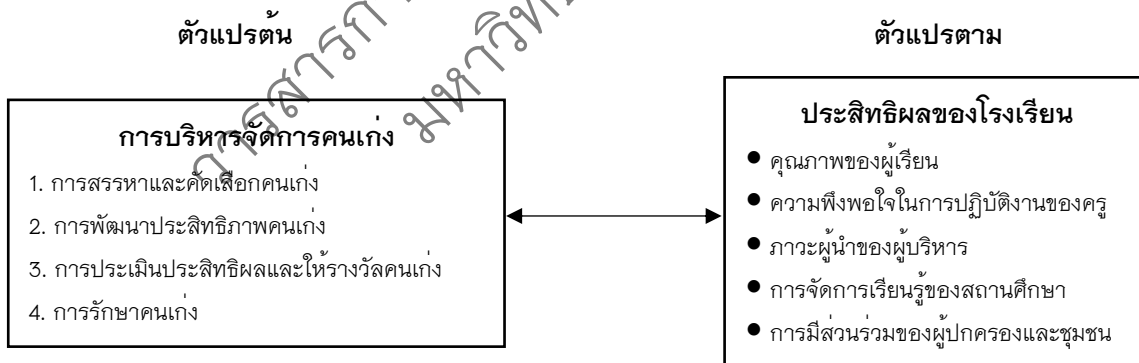 ตัวแปรต้น
การบริหารจัดการคนเก่ง
1. การสรรหาและคัดเลือกคนเก่ง
2. การพัฒนาประสิทธิภาพคนเก่ง
3. การประเมินประสิทธิผลและให้รางวัลคนเก่ง
4. การรักษาคนเก่ง
ตัวแปรตาม
ประสิทธิผลของโรงเรียน
● คุณภาพของผู้เรียน
● ความพึงพอใจในการปฏิบัติงานของครู
● ภาวะผู้นำของผู้บริหาร
● การจัดการเรียนรู้ของสถานศึกษา
● การมีส่วนร่วมของผู้ปกครองและชุมชน